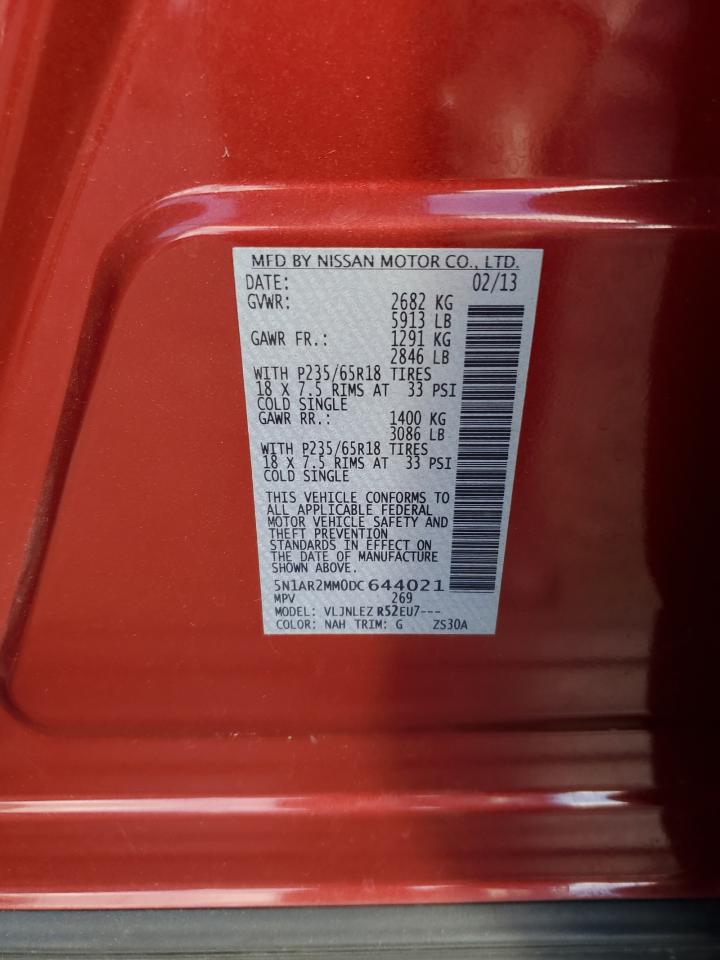 MFD BY NISSAN MOTOR CO., LTD.
DATE: 02/13
GVWR: 2682 KG
5913 LB
GAWR FR.: 1291 KG
2846 LB
WITH P235/65R18 TIRES
18 X 7.5 RIMS AT 33 PSI
COLD SINGLE
GAWR RR.: 1400 KG
3086 LB
WITH P235/65R18 TIRES
18 X 7.5 RIMS AT 33 PSI
COLD SINGLE
THIS VEHICLE CONFORMS TO
ALL APPLICABLE FEDERAL
MOTOR VEHICLE SAFETY AND
THEFT PREVENTION
STANDARDS IN EFFECT ON
THE DATE OF MANUFACTURE
SHOWN ABOVE.
5N1AR2MM0DC644021
MPV 269
MODEL: VLJNLEZ R52EU7---
COLOR: NAH TRIM: G ZS30A